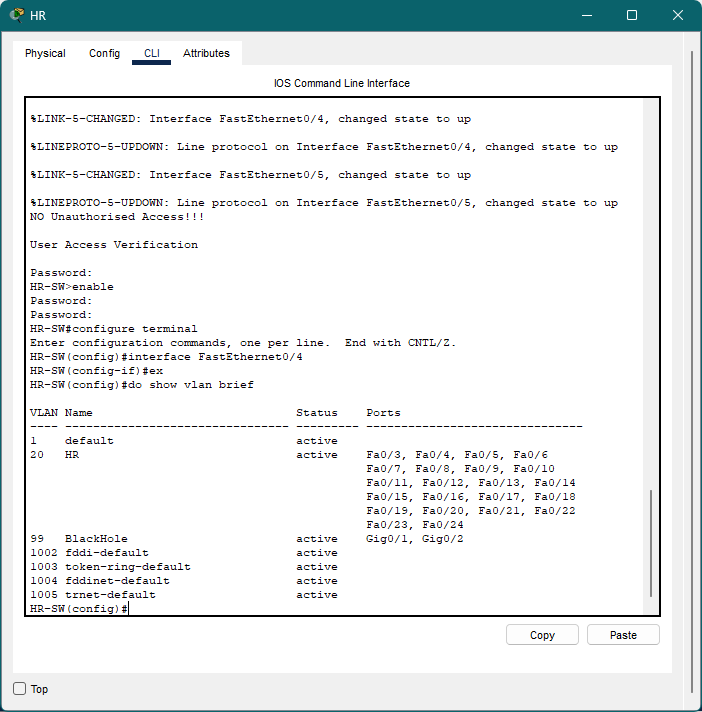 HR
Physical Config CLI Attributes
IOS Command Line Interface
%LINK-5-CHANGED: Interface FastEthernet0/4, changed state to up
%LINEPROTO-5-UPDOWN: Line protocol on Interface FastEthernet0/4, changed state to up
%LINK-5-CHANGED: Interface FastEthernet0/5, changed state to up
%LINEPROTO-5-UPDOWN: Line protocol on Interface FastEthernet0/5, changed state to up
NO Unauthorised Access!!!
User Access Verification
Password:
HR-SW>enable
Password:
Password:
HR-SW#configure terminal
Enter configuration commands, one per line.  End with CNTL/Z.
HR-SW(config)#interface FastEthernet0/4
HR-SW(config-if)#ex
HR-SW(config)#do show vlan brief
VLAN Name                             Status    Ports
---- -------------------------------- --------- -------------------------------
1    default                          active
20   HR                               active    Fa0/3, Fa0/4, Fa0/5, Fa0/6
                                                Fa0/7, Fa0/8, Fa0/9, Fa0/10
                                                Fa0/11, Fa0/12, Fa0/13, Fa0/14
                                                Fa0/15, Fa0/16, Fa0/17, Fa0/18
                                                Fa0/19, Fa0/20, Fa0/21, Fa0/22
                                                Fa0/23, Fa0/24
99   BlackHole                        active    Gig0/1, Gig0/2
1002 fddi-default                     active
1003 token-ring-default               active
1004 fddinet-default                  active
1005 trnet-default                    active
HR-SW(config)#
Copy Paste
Top